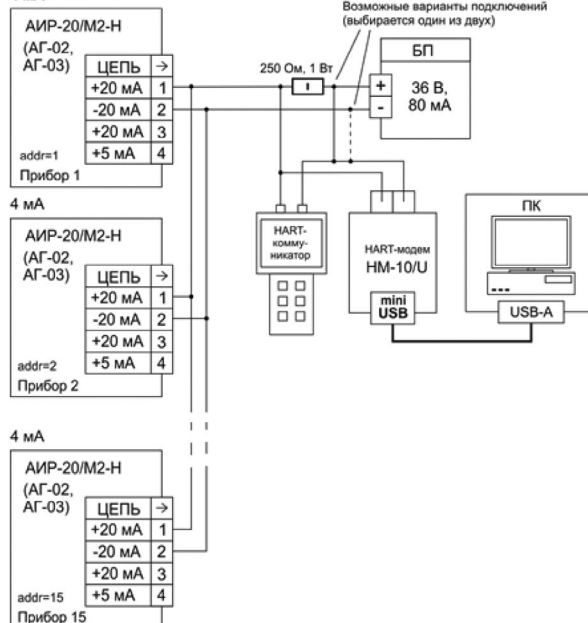 Возможные варианты подключений
(выбирается один из двух)
АИР-20/М2-Н
(АГ-02,
АГ-03)
ЦЕПЬ →
+20 мА 1
-20 мА 2
+20 мА 3
+5 мА 4
addr=1
Прибор 1
250 Ом, 1 Вт
БП
+
-
36 В,
80 мА
HART-
комму-
никатор
HART-модем
HM-10/U
mini
USB
ПК
USB-A
4 мА
АИР-20/М2-Н
(АГ-02,
АГ-03)
ЦЕПЬ →
+20 мА 1
-20 мА 2
+20 мА 3
+5 мА 4
addr=2
Прибор 2
4 мА
АИР-20/М2-Н
(АГ-02,
АГ-03)
ЦЕПЬ →
+20 мА 1
-20 мА 2
+20 мА 3
+5 мА 4
addr=15
Прибор 15